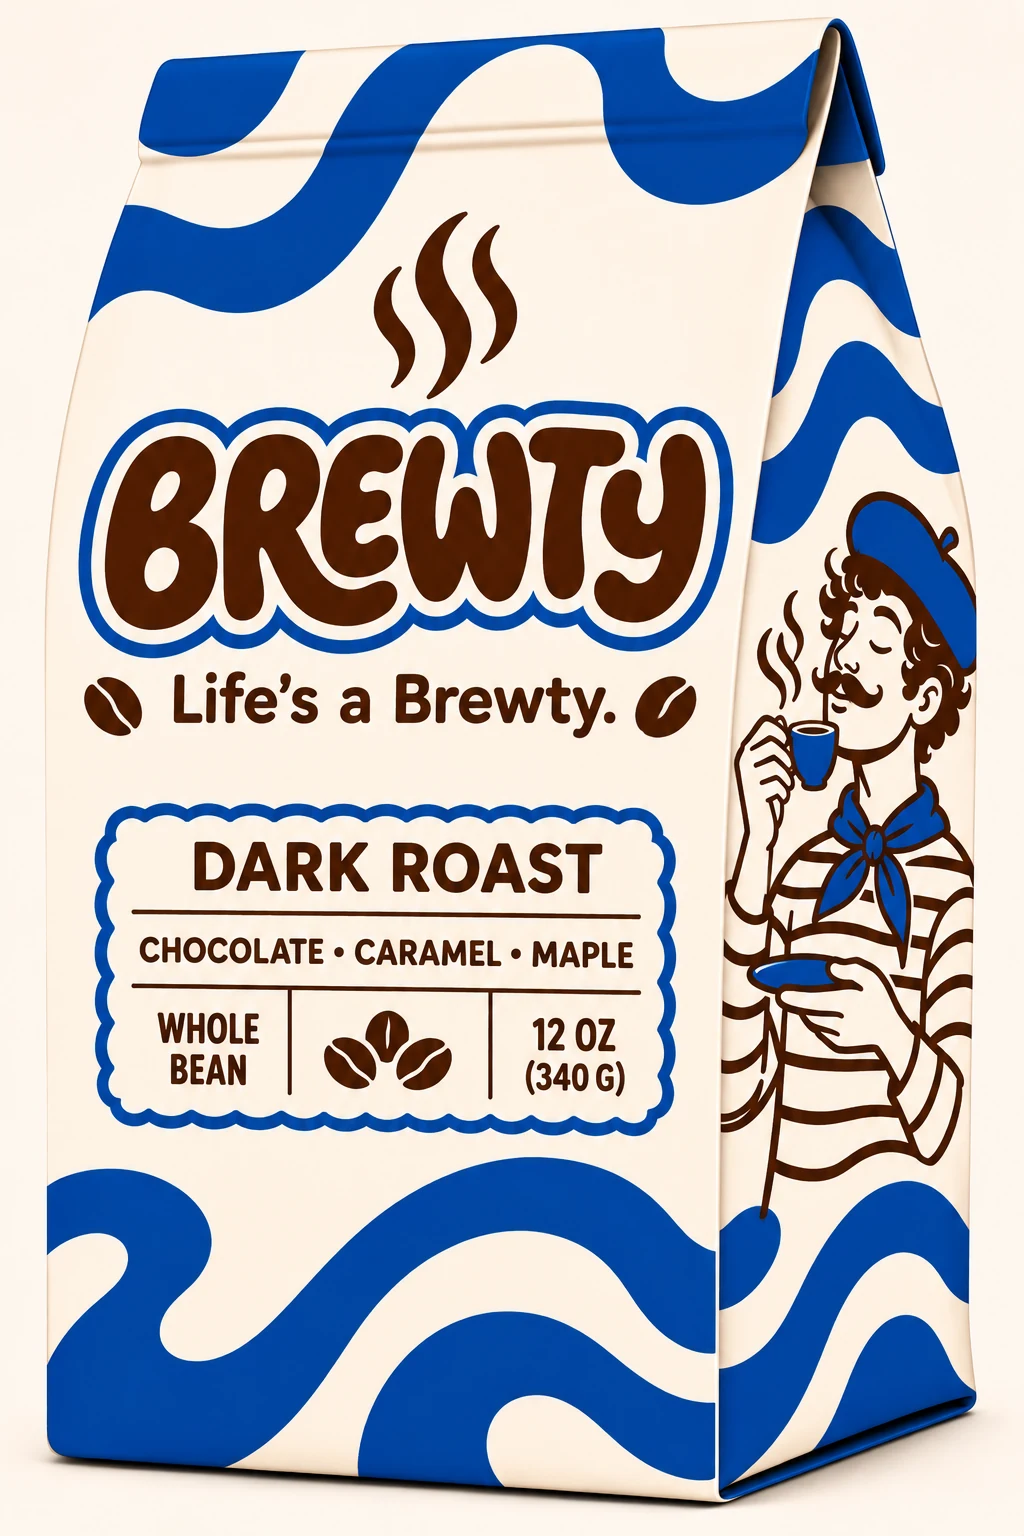 BREWTY
Life's a Brewty.
DARK ROAST
CHOCOLATE • CARAMEL • MAPLE
WHOLE
BEAN
12 OZ
(340 G)